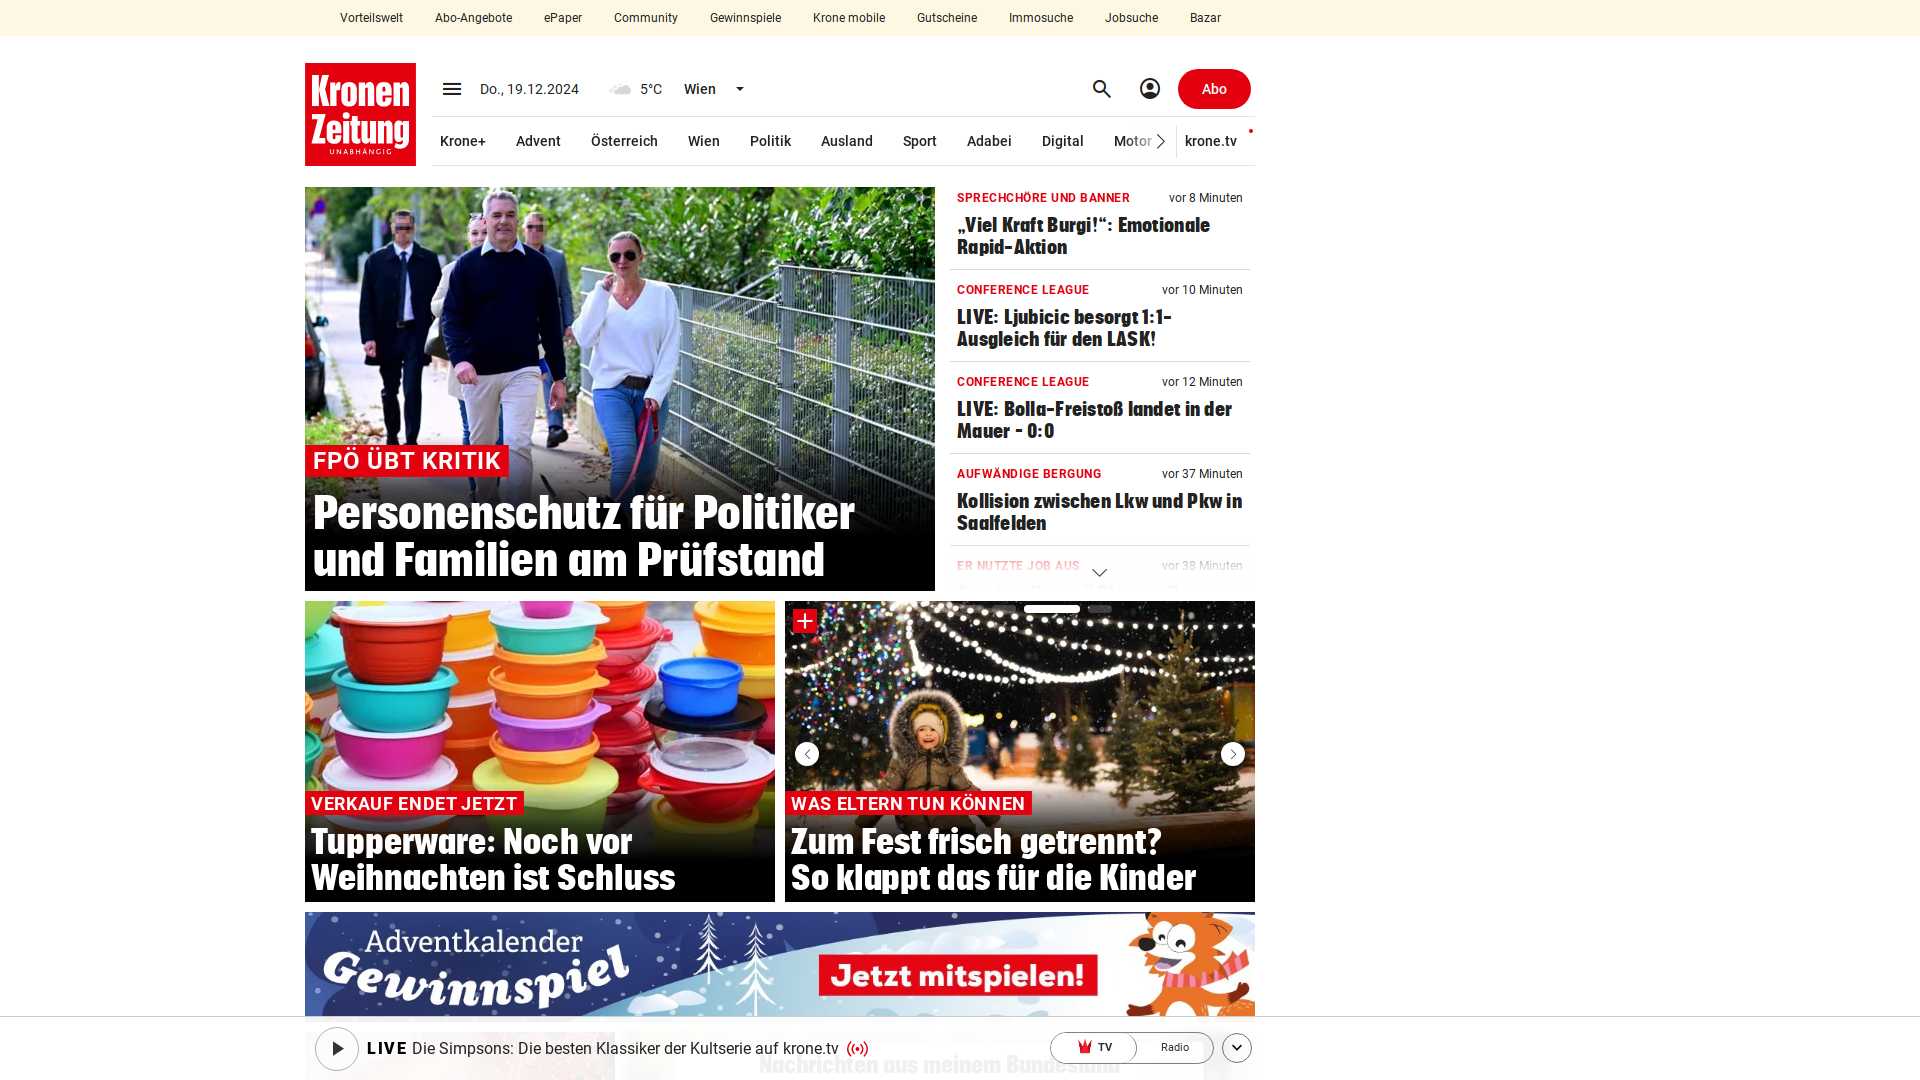 Vorteilswelt Abo-Angebote ePaper Community Gewinnspiele Krone mobile Gutscheine Immosuche Jobsuche Bazar
Kronen
Zeitung
UNABHÄNGIG
Do., 19.12.2024 5°C Wien Abo
Krone+ Advent Österreich Wien Politik Ausland Sport Adabei Digital Motor krone.tv
FPÖ ÜBT KRITIK
Personenschutz für Politiker
und Familien am Prüfstand
SPRECHCHÖRE UND BANNER vor 8 Minuten
„Viel Kraft Burgi!“: Emotionale
Rapid-Aktion
CONFERENCE LEAGUE vor 10 Minuten
LIVE: Ljubicic besorgt 1:1-
Ausgleich für den LASK!
CONFERENCE LEAGUE vor 12 Minuten
LIVE: Bolla-Freistoß landet in der
Mauer - 0:0
AUFWÄNDIGE BERGUNG vor 37 Minuten
Kollision zwischen Lkw und Pkw in
Saalfelden
ER NUTZTE JOB AUS vor 38 Minuten
VERKAUF ENDET JETZT
Tupperware: Noch vor
Weihnachten ist Schluss
WAS ELTERN TUN KÖNNEN
Zum Fest frisch getrennt?
So klappt das für die Kinder
Adventkalender
Gewinnspiel
Jetzt mitspielen!
LIVE Die Simpsons: Die besten Klassiker der Kultserie auf krone.tv TV Radio
Nachrichten aus meinem Bundesland